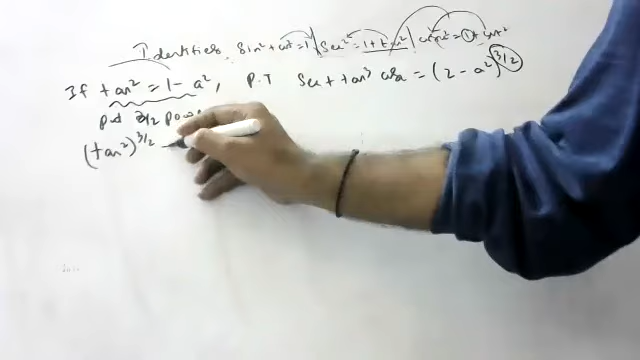 Identities, sin² + cos² = 1 | sec² = 1 + tan² | cosec² = 1 + cot²
If tan² = 1 - a², P.T sec + tan³ cosec = (2 - a²)^3/2
put 3/2 power
(tan²)^3/2